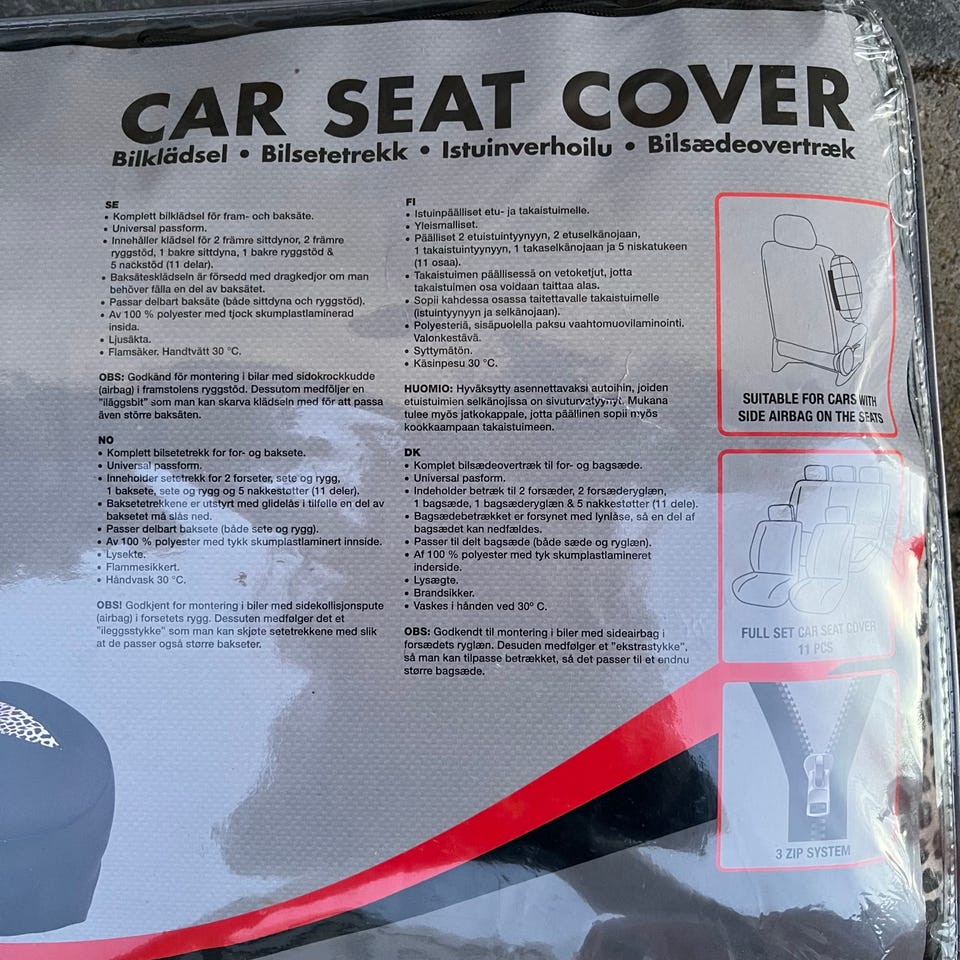 CAR SEAT COVER
Bilklädsel • Bilsetetrekk • Istuinverhoilu • Bilsædeovertræk
SE
• Komplett bilklädsel för fram- och baksäte.
• Universal passform.
• Innehåller klädsel för 2 främre sittdynor, 2 främre
ryggstöd, 1 bakre sittdyna, 1 bakre ryggstöd &
5 nackstöd (11 delar).
• Baksätesklädseln är försedd med dragkedjor om man
behöver fälla en del av baksätet.
• Passar delbart baksäte (både sittdyna och ryggstöd).
• Av 100 % polyester med tjock skumplastlaminerad
insida.
• Ljusäkta.
• Flamsäker. Handtvätt 30 °C.
OBS: Godkänd för montering i bilar med sidokrockkudde
(airbag) i framstolens ryggstöd. Dessutom medföljer en
"iläggsbit" som man kan skarva klädseln med för att passa
även större baksäten.
NO
• Komplett bilsetetrekk for for- og baksete.
• Universal passform.
• Inneholder setetrekk for 2 forseter, sete og rygg,
1 baksete, sete og rygg og 5 nakkestøtter (11 deler).
• Baksetetrekkene er utstyrt med glidelås i tilfelle en del av
baksetet må slås ned.
• Passer delbart baksete (både sete og rygg).
• Av 100 % polyester med tykk skumplastlaminert innside.
• Lysekte.
• Flammesikkert.
• Håndvask 30 °C.
OBS! Godkjent for montering i biler med sidekollisjonspute
(airbag) i forsetets rygg. Dessuten medfølger det et
"ileggsstykke" som man kan skjøte setetrekkene med slik
at de passer også større bakseter.
FI
• Istuinpäälliset etu- ja takaistuimelle.
• Yleismalliset.
• Päälliset 2 etuistuintyynyyn, 2 etuselkänojaan,
1 takaistuintyynyyn, 1 takaselkänojaan ja 5 niskatukeen
(11 osaa).
• Takaistuimen päällisessä on vetoketjut, jotta
takaistuimen osa voidaan taittaa alas.
• Sopii kahdessa osassa taitettavalle takaistuimelle
(istuintyynyyn ja selkänojaan).
• Polyesteriä, sisäpuolella paksu vaahtomuovilaminointi.
Valonkestävä.
• Syttymätön.
• Käsinpesu 30 °C.
HUOMIO: Hyväksytty asennettavaksi autoihin, joiden
etuistuimien selkänojissa on sivuturvatyynyt. Mukana
tulee myös jatkokappale, jotta päällinen sopii myös
kookkaampaan takaistuimeen.
DK
• Komplet bilsædeovertræk til for- og bagsæde.
• Universal pasform.
• Indeholder betræk til 2 forsæder, 2 forsæderyglæn,
1 bagsæde, 1 bagsæderyglæn & 5 nakkestøtter (11 dele).
• Bagsædebetrækket er forsynet med lynlåse, så en del af
bagsædet kan nedfældes.
• Passer til delt bagsæde (både sæde og ryglæn).
• Af 100 % polyester med tyk skumplastlamineret
inderside.
• Lysægte.
• Brandsikker.
• Vaskes i hånden ved 30° C.
OBS: Godkendt til montering i biler med sideairbag i
forsædets ryglæn. Desuden medfølger et "ekstrastykke",
så man kan tilpasse betrækket, så det passer til et endnu
større bagsæde.
SUITABLE FOR CARS WITH
SIDE AIRBAG ON THE SEATS
FULL SET CAR SEAT COVER
11 PCS
3 ZIP SYSTEM